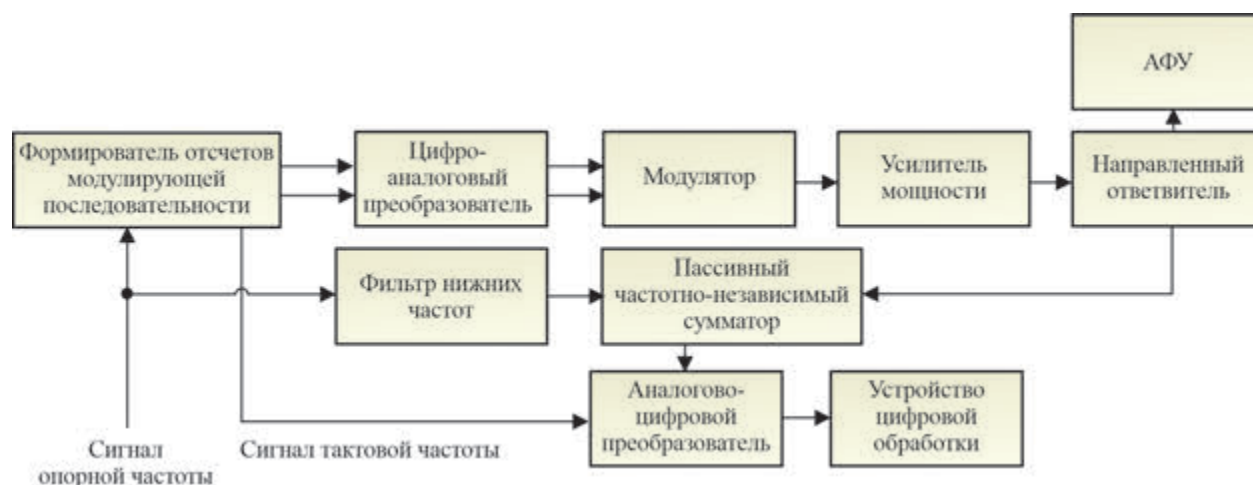 АФУ
Формирователь отсчетов
модулирующей
последовательности
Цифро-
аналоговый
преобразователь
Модулятор
Усилитель
мощности
Направленный
ответвитель
Фильтр нижних
частот
Пассивный
частотно-независимый
сумматор
Аналогово-
цифровой
преобразователь
Устройство
цифровой
обработки
Сигнал
опорной частоты
Сигнал тактовой частоты